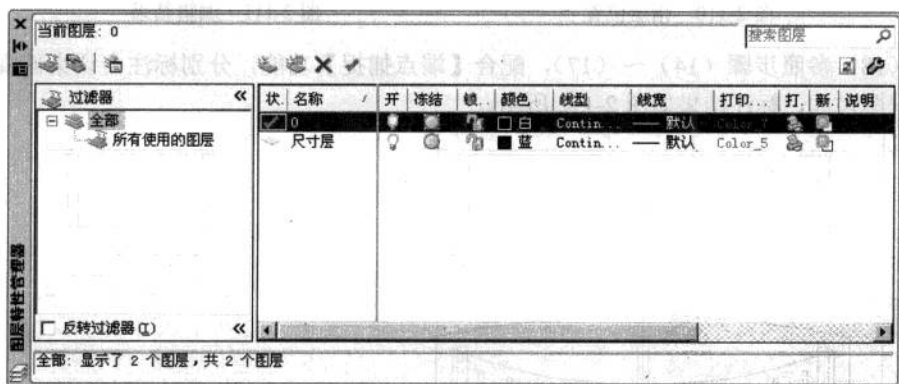 当前图层: 0
搜索图层
过滤器 «
状. 名称 开 冻结 锁.. 颜色 线型 线宽 打印... 打. 新. 说明
全部
0 白 Contin... —— 默认 Color_7
所有使用的图层
尺寸层 蓝 Contin... —— 默认 Color_5
反转过滤器(I) «
图层特性管理器
全部: 显示了 2 个图层,共 2 个图层